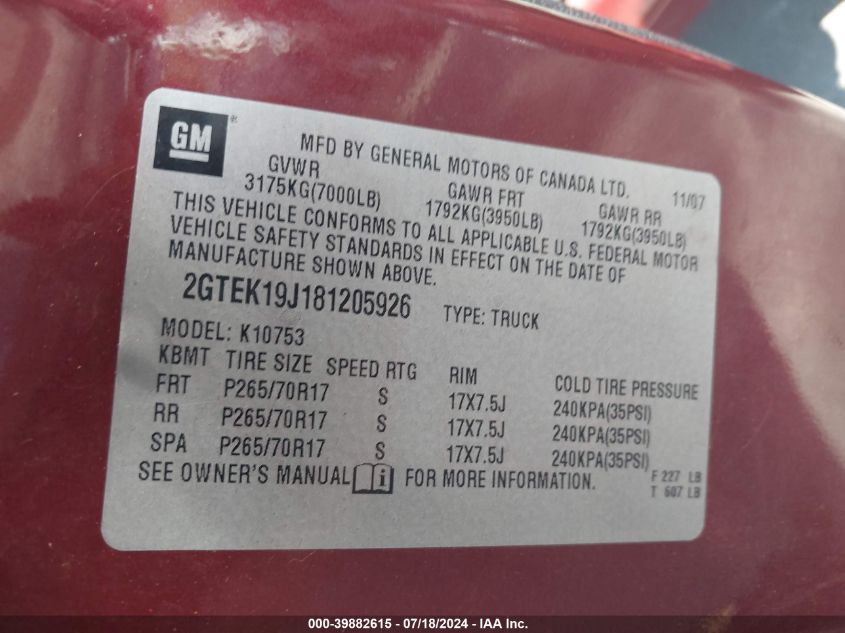 GM ®
MFD BY GENERAL MOTORS OF CANADA LTD. 11/07
GVWR GAWR FRT GAWR RR
3175KG(7000LB) 1792KG(3950LB) 1792KG(3950LB)
THIS VEHICLE CONFORMS TO ALL APPLICABLE U.S. FEDERAL MOTOR
VEHICLE SAFETY STANDARDS IN EFFECT ON THE DATE OF
MANUFACTURE SHOWN ABOVE.
2GTEK19J181205926 TYPE: TRUCK
MODEL: K10753
KBMT TIRE SIZE SPEED RTG RIM COLD TIRE PRESSURE
FRT P265/70R17 S 17X7.5J 240KPA(35PSI)
RR P265/70R17 S 17X7.5J 240KPA(35PSI)
SPA P265/70R17 S 17X7.5J 240KPA(35PSI)
SEE OWNER'S MANUAL i FOR MORE INFORMATION.
F 227 LB
T 607 LB
000-39882615 - 07/18/2024 - IAAI Inc.